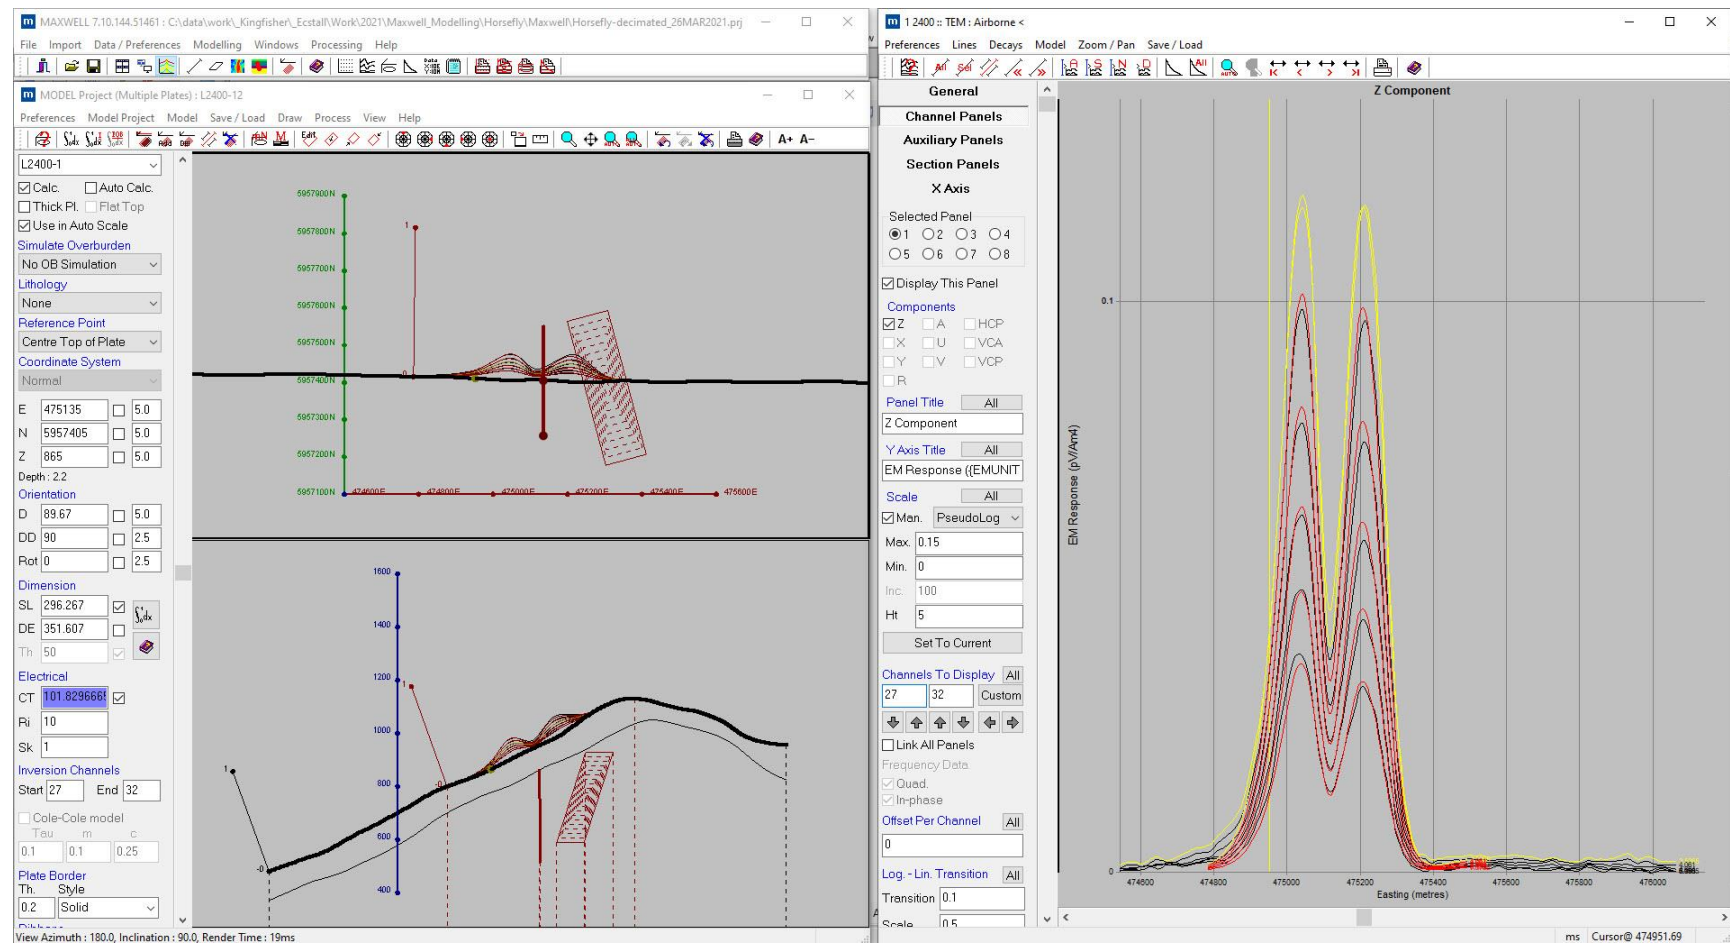 MAXWELL 7.10.144.51461 : C:\data\work\_Kingfisher\_Ecstall\Work\2021\Maxwell_Modelling\Horsefly\Maxwell\Horsefly-decimated_26MAR2021.prj
File Import Data / Preferences Modelling Windows Processing Help
MODEL Project (Multiple Plates) : L2400-12
Preferences Model Project Model Save / Load Draw Process View Help
A+ A-
L2400-1
Calc. Auto Calc.
Thick Pl. Flat Top
Use in Auto Scale
Simulate Overburden
No OB Simulation
Lithology
None
Reference Point
Centre Top of Plate
Coordinate System
Normal
E 475135 5.0
N 5957405 5.0
Z 865 5.0
Depth : 2.2
Orientation
D 89.67 5.0
DD 90 2.5
Rot 0 2.5
Dimension
SL 296.267
DE 351.607
Th 50
Electrical
CT 101.8296669
Ri 10
Sk 1
Inversion Channels
Start 27 End 32
Cole-Cole model
Tau m c
0.1 0.1 0.25
Plate Border
Th. Style
0.2 Solid
View Azimuth : 180.0, Inclination : 90.0, Render Time : 19ms
5957900N
5957800N
5957700N
5957600N
5957500N
5957400N
5957300N
5957200N
5957100N
474600E 474800E 475000E 475200E 475400E 475600E
1
0
1600
1400
1200
1000
800
600
400
1
-0
1
-0
1 2400 :: TEM : Airborne <
Preferences Lines Decays Model Zoom / Pan Save / Load
General
Channel Panels
Auxiliary Panels
Section Panels
X Axis
Selected Panel
1 2 3 4
5 6 7 8
Display This Panel
Components
Z A HCP
X U VCA
Y V VCP
R
Panel Title All
Z Component
Y Axis Title All
EM Response ({EMUNIT
Scale All
Man. PseudoLog
Max. 0.15
Min. 0
Inc. 100
Ht 5
Set To Current
Channels To Display All
27 32 Custom
Link All Panels
Frequency Data
Quad.
In-phase
Offset Per Channel All
0
Log. - Lin. Transition All
Transition 0.1
Scale 0.5
Z Component
EM Response (pV/Am4)
0.1
0
474600 474800 475000 475200 475400 475600 475800 476000
Easting (metres)
ms Cursor@ 474951.69